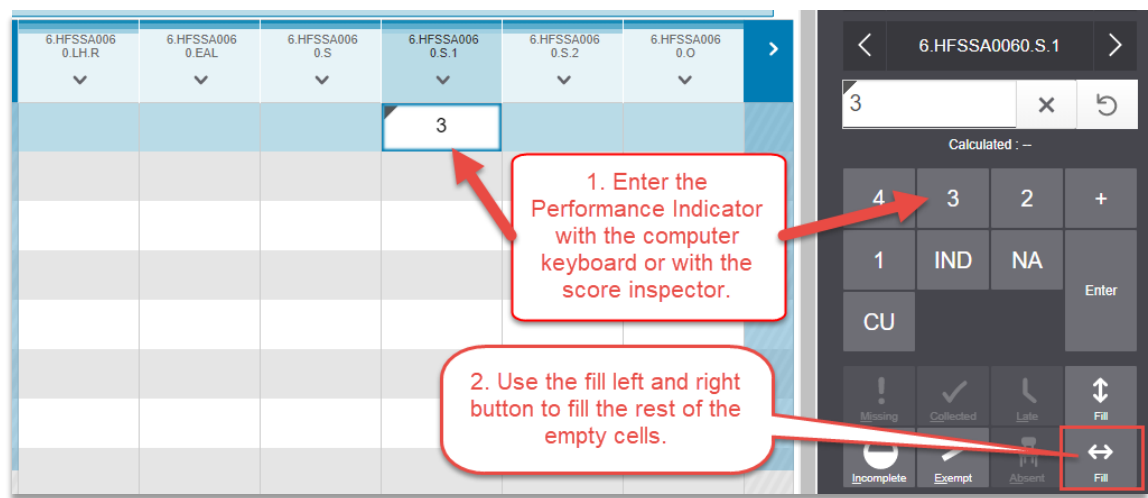 6.HFSSA006
0.LH.R
6.HFSSA006
0.EAL
6.HFSSA006
0.S
6.HFSSA006
0.S.1
6.HFSSA006
0.S.2
6.HFSSA006
0.O
3
1. Enter the
Performance Indicator
with the computer
keyboard or with the
score inspector.
2. Use the fill left and right
button to fill the rest of the
empty cells.
6.HFSSA0060.S.1
3
Calculated : --
4 3 2 +
1 IND NA
Enter
CU
Missing Collected Late Fill
Incomplete Exempt Absent Fill